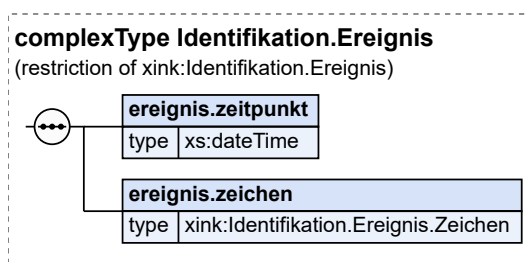 complexType Identifikation.Ereignis
(restriction of xink:Identifikation.Ereignis)
ereignis.zeitpunkt
type xs:dateTime
ereignis.zeichen
type xink:Identifikation.Ereignis.Zeichen